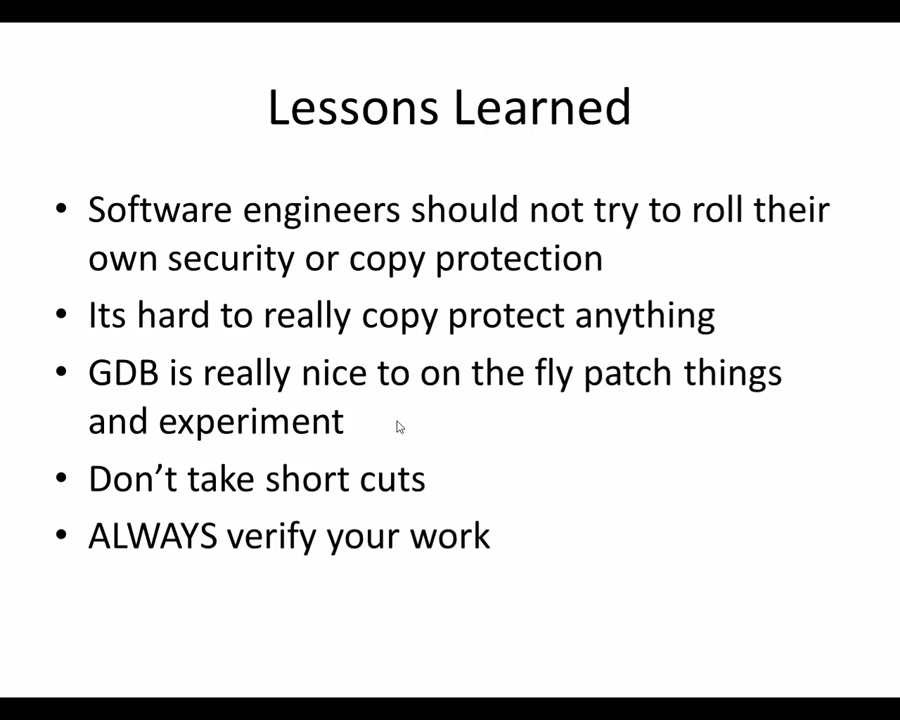 Lessons Learned
• Software engineers should not try to roll their
own security or copy protection
• Its hard to really copy protect anything
• GDB is really nice to on the fly patch things
and experiment
• Don’t take short cuts
• ALWAYS verify your work